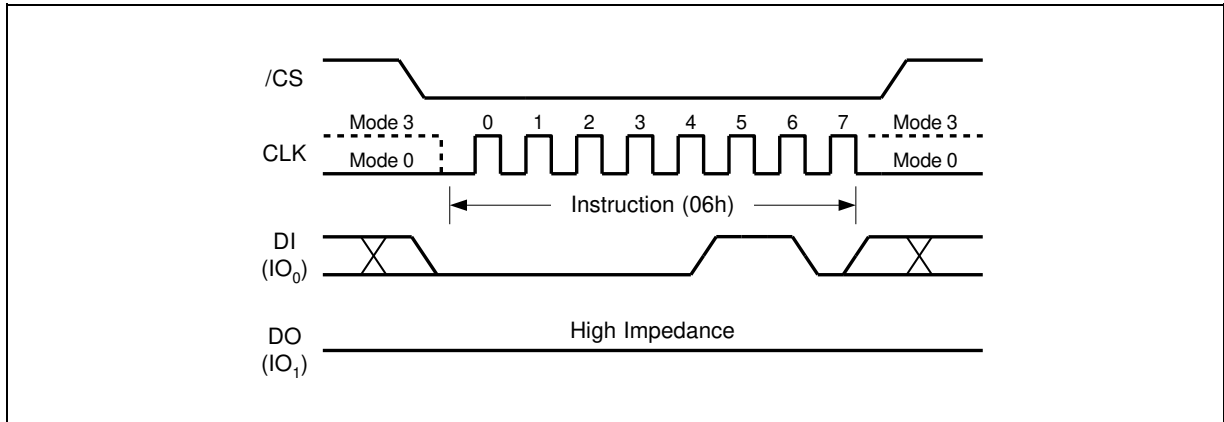 /CS
Mode 3 0 1 2 3 4 5 6 7 Mode 3
CLK
Mode 0 Mode 0
Instruction (06h)
DI
(IO₀)
High Impedance
DO
(IO₁)